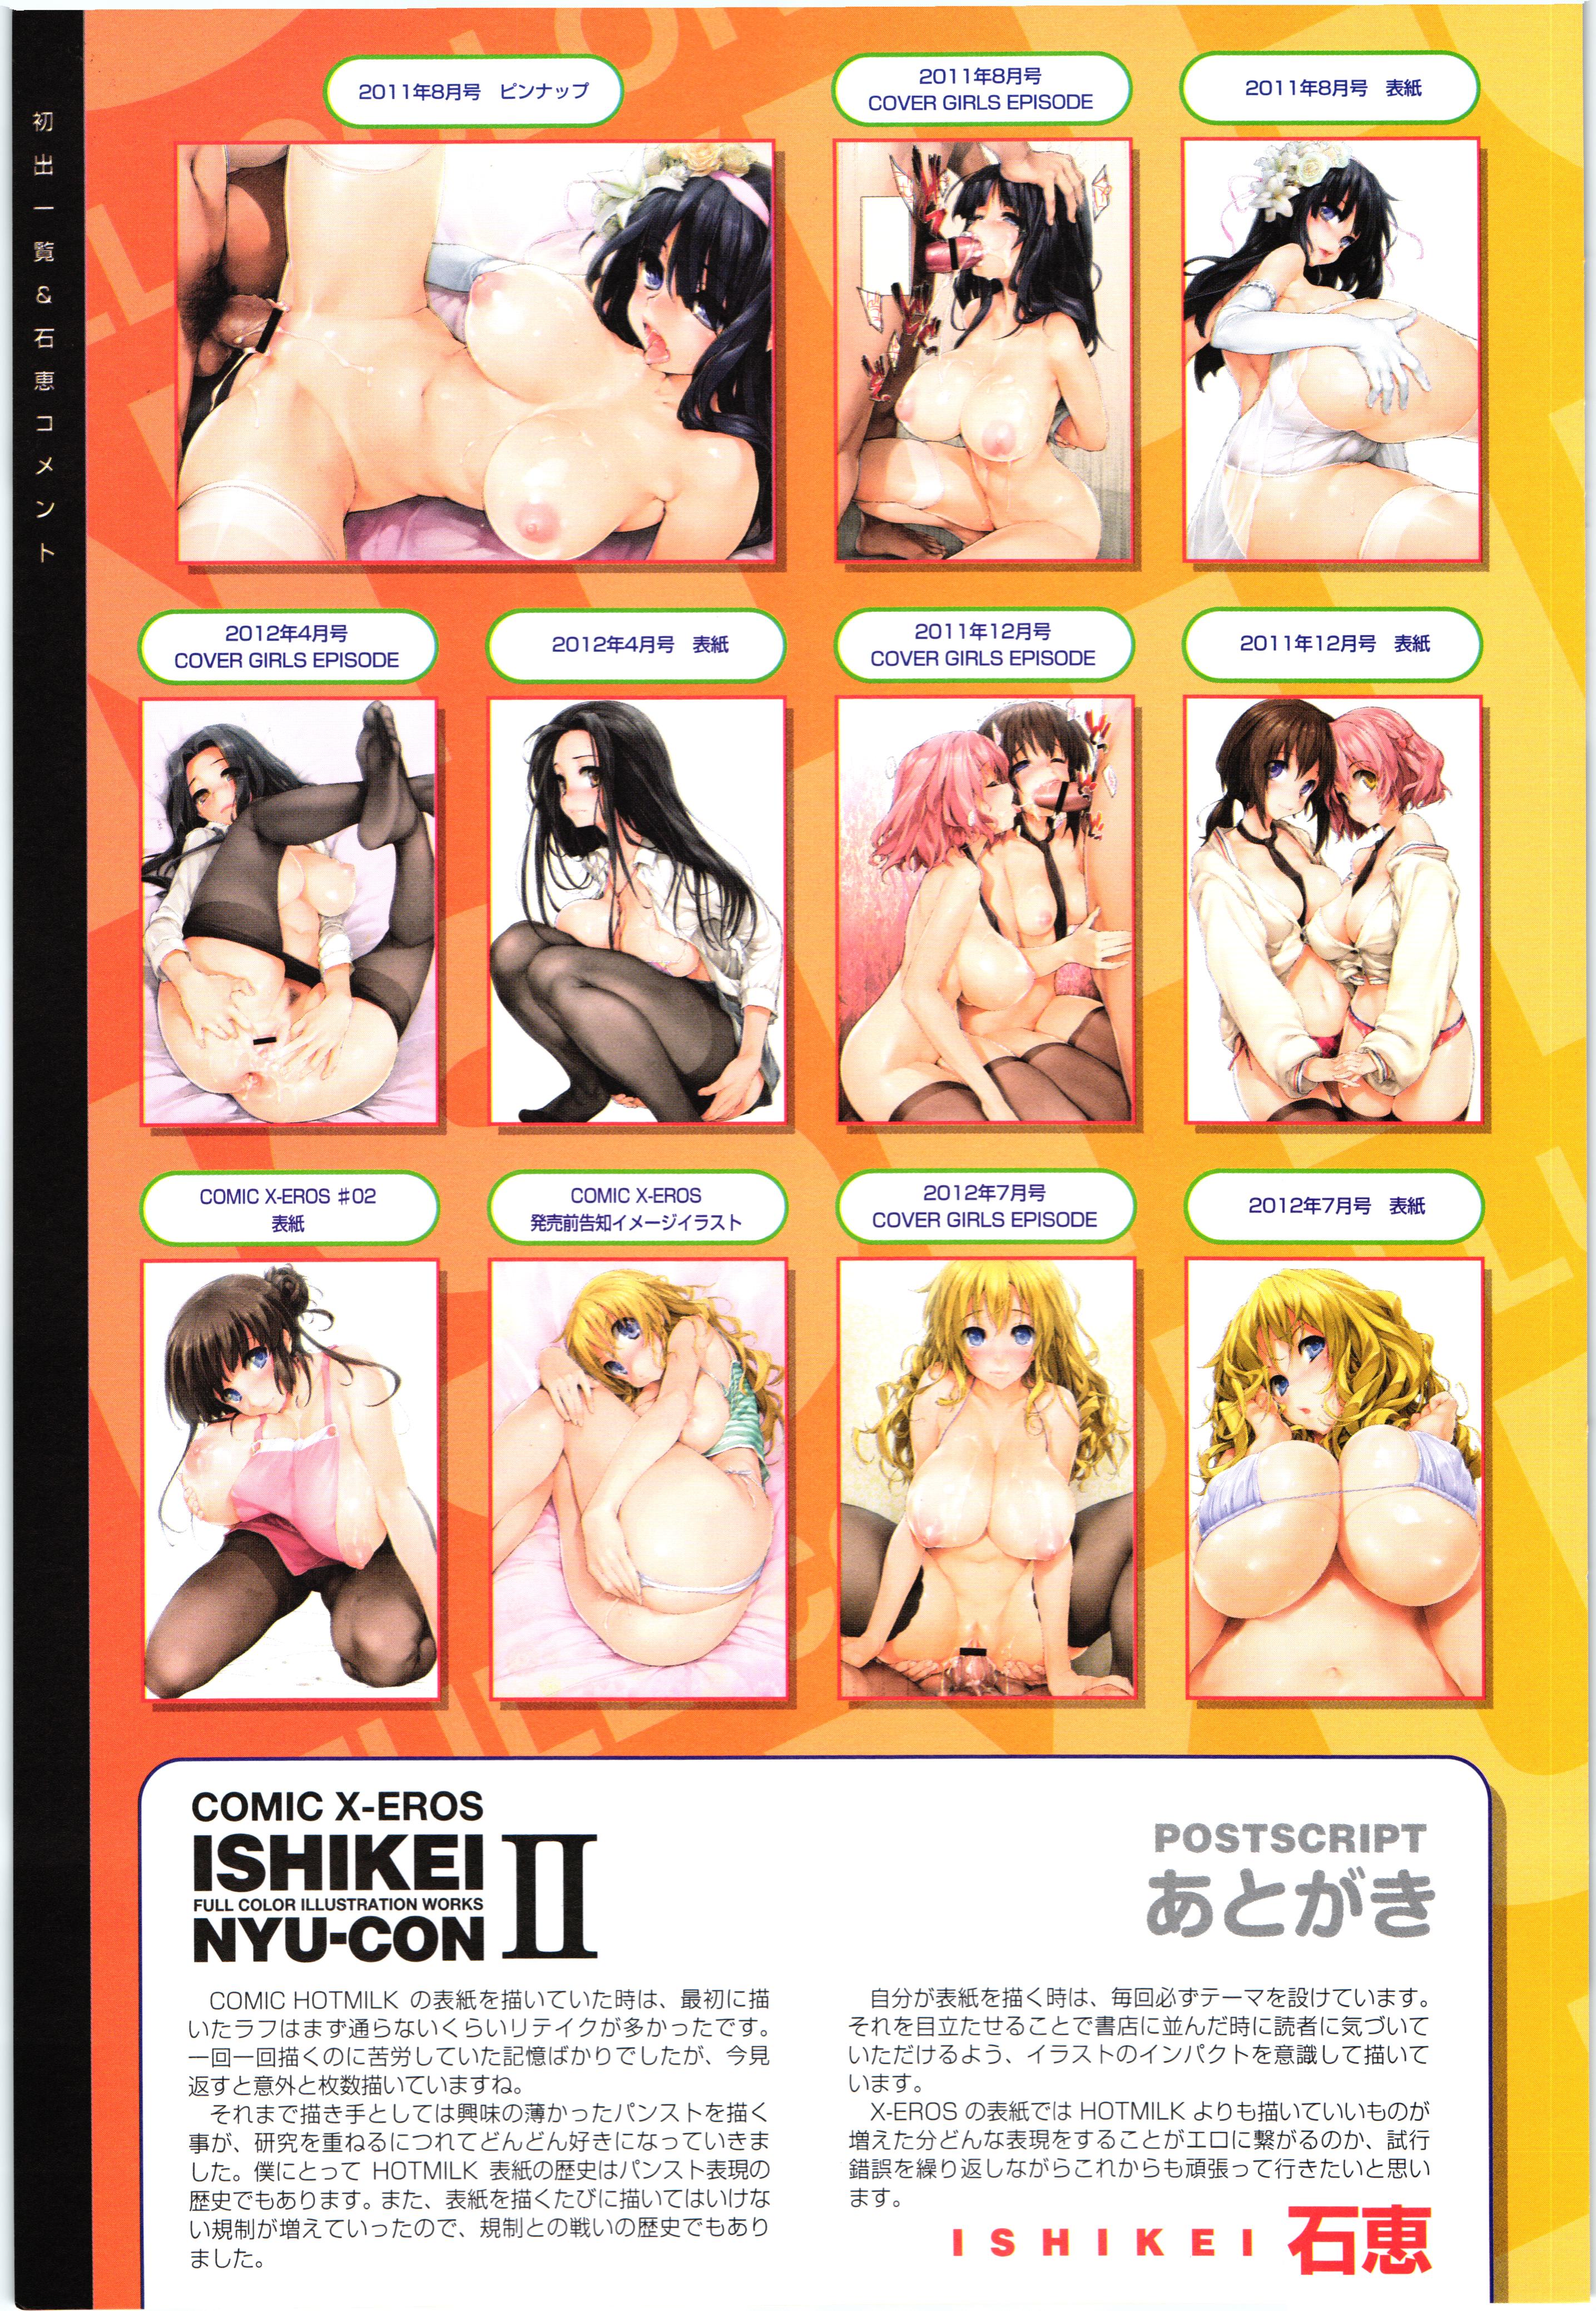 初出一覧&石恵コメント
2011年8月号 表紙
2011年8月号
COVER GIRLS EPISODE
2011年8月号 ピンナップ
2011年12月号 表紙
2011年12月号
COVER GIRLS EPISODE
2012年4月号 表紙
2012年4月号
COVER GIRLS EPISODE
2012年7月号 表紙
2012年7月号
COVER GIRLS EPISODE
COMIC X-EROS
発売前告知イメージイラスト
COMIC X-EROS #02
表紙
COMIC X-EROS
ISHIKEI
FULL COLOR ILLUSTRATION WORKS
NYU-CON
II
POSTSCRIPT
あとがき
COMIC HOTMILK の表紙を描いていた時は、最初に描
いたラフはまず通らないくらいリテイクが多かったです。
一回一回描くのに苦労していた記憶ばかりでしたが、今見
返すと意外と枚数描いていますね。
それまで描き手としては興味の薄かったパンストを描く
事が、研究を重ねるにつれてどんどん好きになっていきま
した。僕にとって HOTMILK 表紙の歴史はパンスト表現の
歴史でもあります。また、表紙を描くたびに描いてはいけな
い規制が増えていったので、規制との戦いの歴史でもあり
ました。
自分が表紙を描く時は、毎回必ずテーマを設けています。
それを目立たせることで書店に並んだ時に読者に気づいて
いただけるよう、イラストのインパクトを意識して描いて
います。
X-EROS の表紙では HOTMILK よりも描いていいものが
増えた分どんな表現をすることがエロに繋がるのか、試行
錯誤を繰り返しながらこれからも頑張って行きたいと思い
ます。
ISHIKEI 石恵